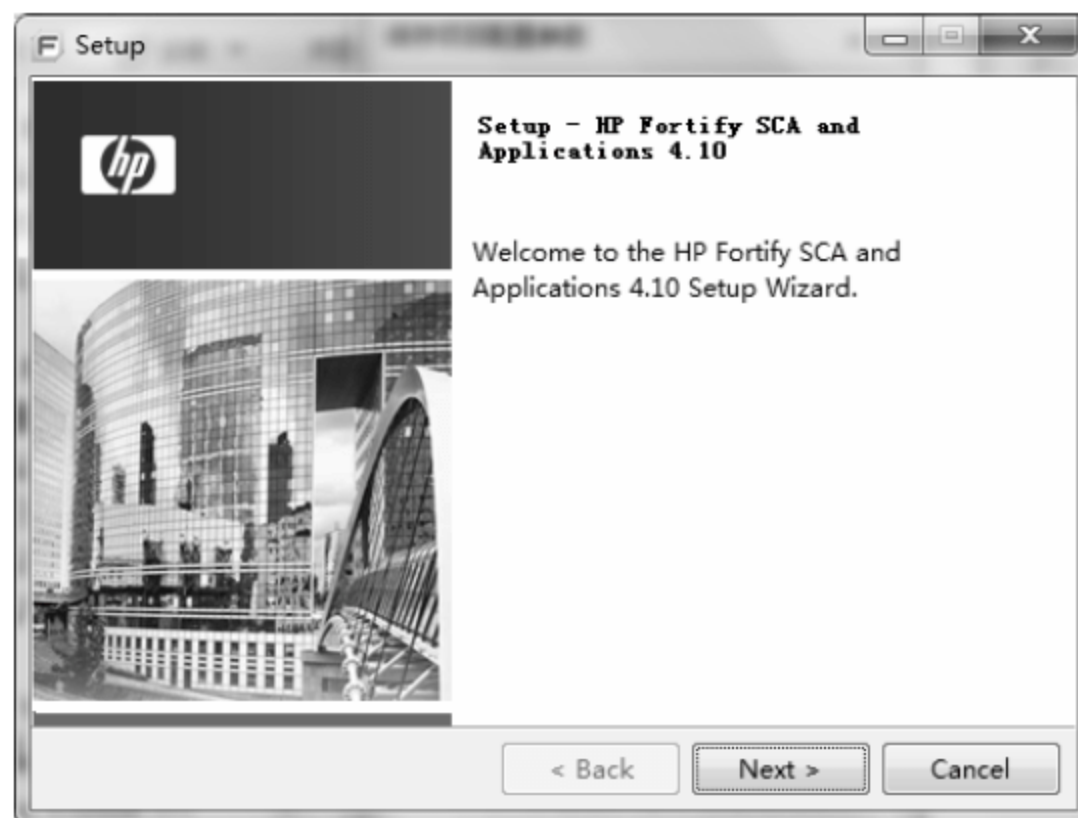 Setup
hp
Setup - HP Fortify SCA and
Applications 4.10
Welcome to the HP Fortify SCA and
Applications 4.10 Setup Wizard.
< Back
Next >
Cancel